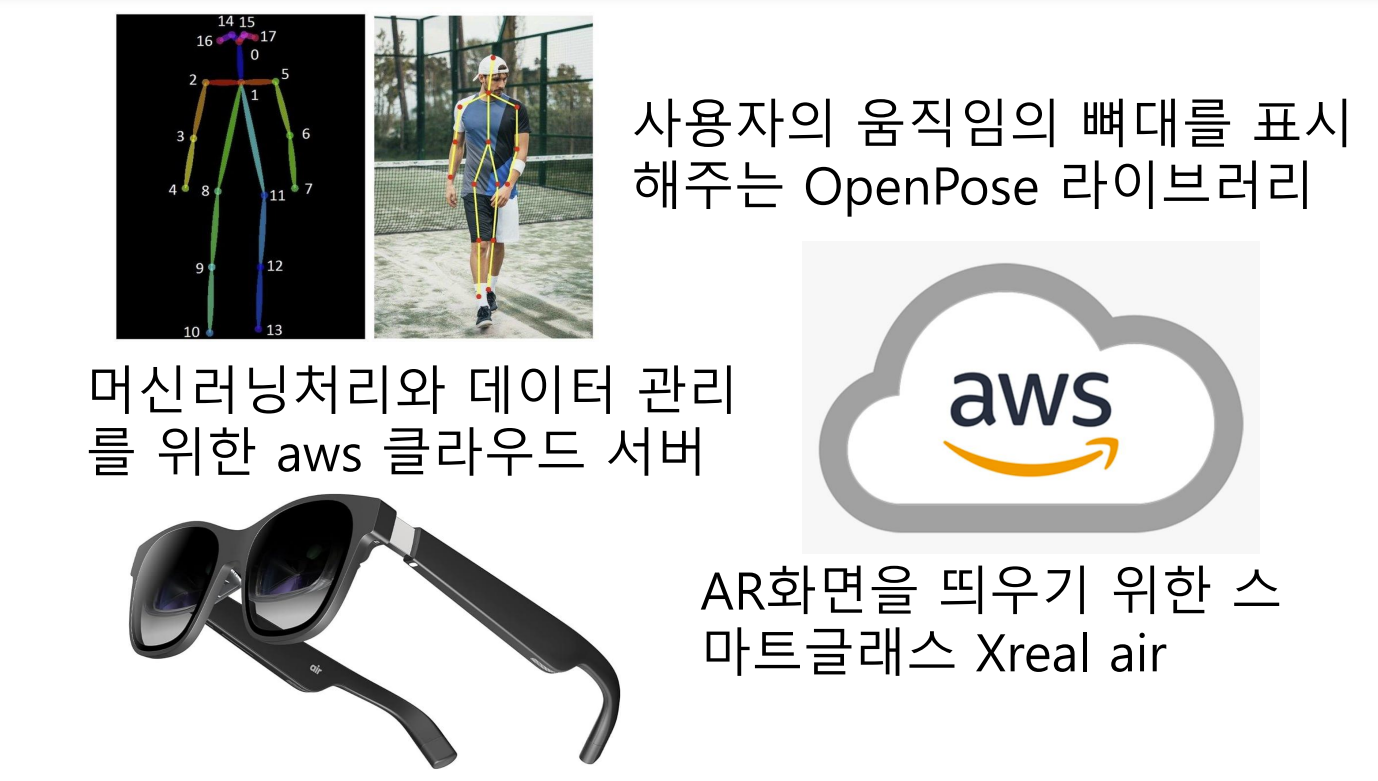 14 15
16 17
0
2 5
1
3 6
4 8 11 7
9 12
10 13
사용자의 움직임의 뼈대를 표시
해주는 OpenPose 라이브러리
머신러닝처리와 데이터 관리
를 위한 aws 클라우드 서버
aws
air
AR화면을 띄우기 위한 스
마트글래스 Xreal air